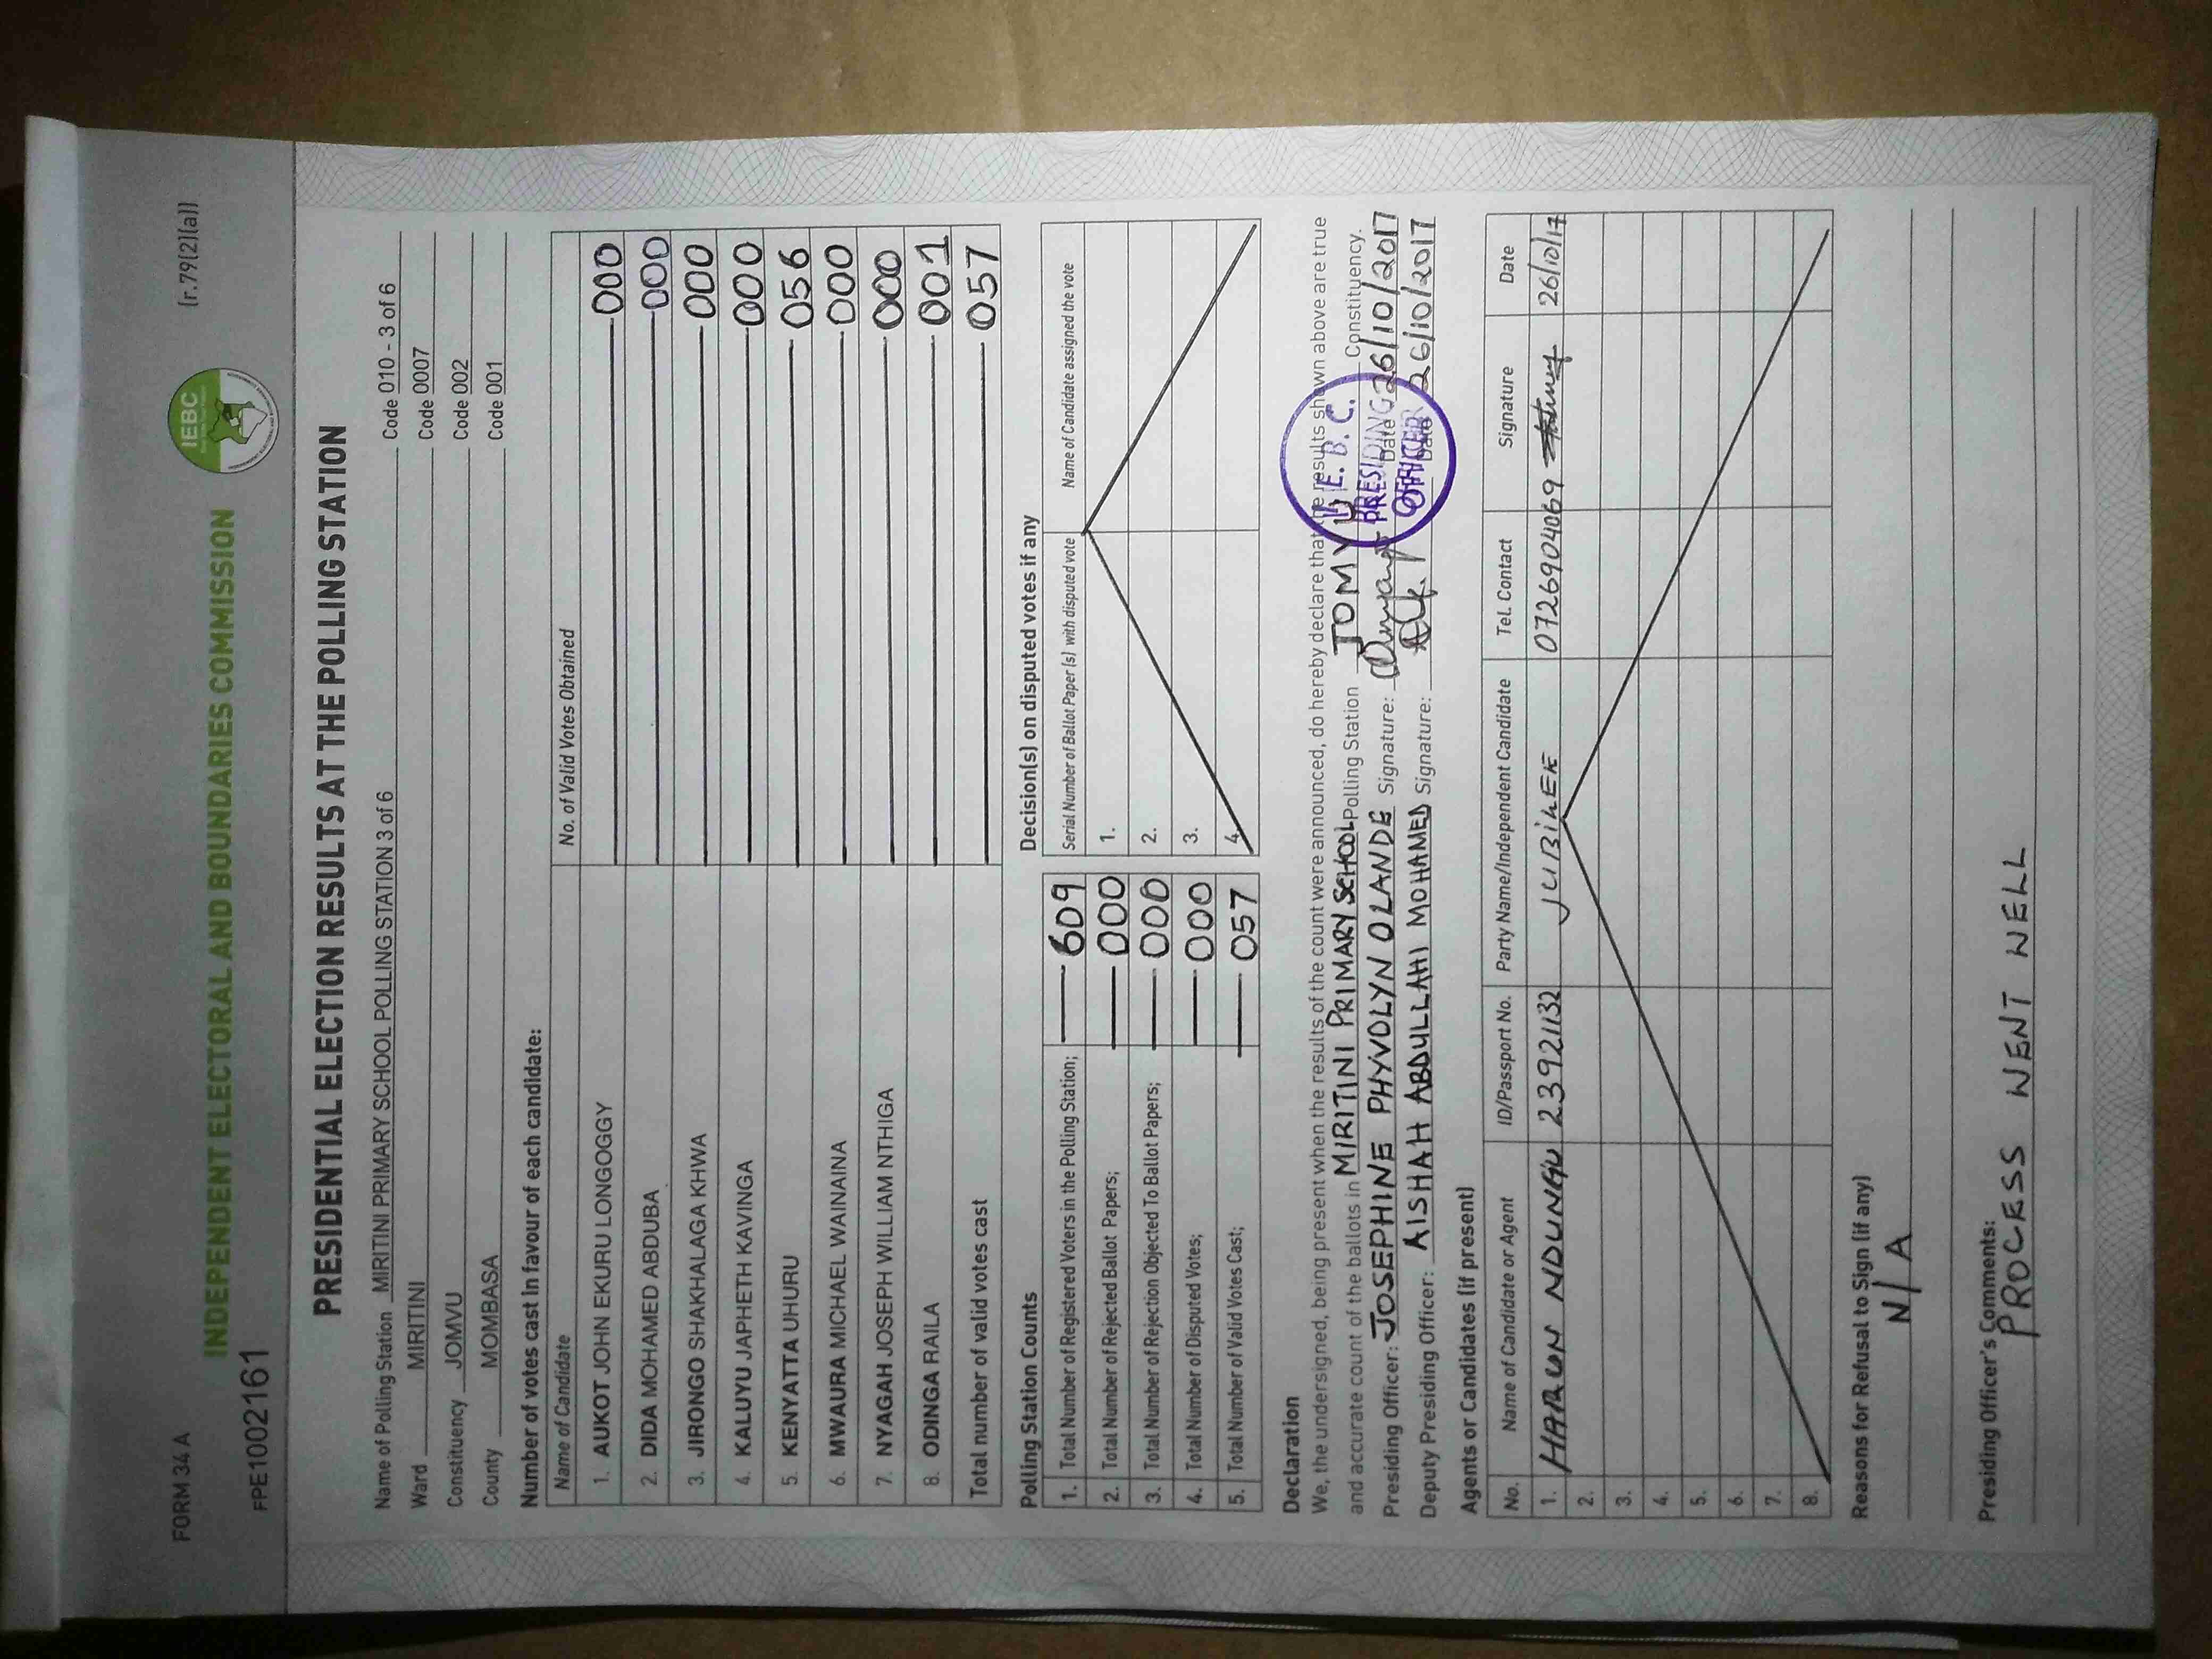 FORM 34 A
(r.79(2)(a))
IEBC
INDEPENDENT ELECTORAL AND BOUNDARIES COMMISSION
FPE1002161
PRESIDENTIAL ELECTION RESULTS AT THE POLLING STATION
Name of Polling Station MIRITINI PRIMARY SCHOOL POLLING STATION 3 of 6 Code 010 - 3 of 6
Ward MIRITINI Code 0007
Constituency JOMVU Code 002
County MOMBASA Code 001
Number of votes cast in favour of each candidate:
Name of Candidate No. of Valid Votes Obtained
1. AUKOT JOHN EKURU LONGOGGY 000
2. DIDA MOHAMED ABDUBA 000
3. JIRONGO SHAKHALAGA KHWA 000
4. KALUYU JAPHETH KAVINGA 000
5. KENYATTA UHURU 056
6. MWAURA MICHAEL WAINAINA 000
7. NYAGAH JOSEPH WILLIAM NTHIGA 000
8. ODINGA RAILA 001
Total number of valid votes cast 057
Polling Station Counts
1. Total Number of Registered Voters in the Polling Station; 609
2. Total Number of Rejected Ballot Papers; 000
3. Total Number of Rejection Objected To Ballot Papers; 000
4. Total Number of Disputed Votes; 000
5. Total Number of Valid Votes Cast; 057
Decision(s) on disputed votes if any
Serial Number of Ballot Paper (s) with disputed vote Name of Candidate assigned the vote
1.
2.
3.
4.
Declaration
We, the undersigned, being present when the results of the count were announced, do hereby declare that the results shown above are true
and accurate count of the ballots in MIRITINI PRIMARY SCHOOL Polling Station JOMVU Constituency.
Presiding Officer: JOSEPHINE PHYVOLYN OLANDE Signature: Date 26/10/2017
Deputy Presiding Officer: AISHAH ABDULLAHI MOHAMED Signature: Date 26/10/2017
I.E.B.C.
PRESIDING
OFFICER
Agents or Candidates (if present)
No. Name of Candidate or Agent ID/Passport No. Party Name/Independent Candidate Tel. Contact Signature Date
1. HARUN NDUNGU 23921132 JUBILEE 0726904069 26/10/17
2.
3.
4.
5.
6.
7.
8.
Reasons for Refusal to Sign (if any)
N/A
Presiding Officer's Comments:
PROCESS WENT WELL